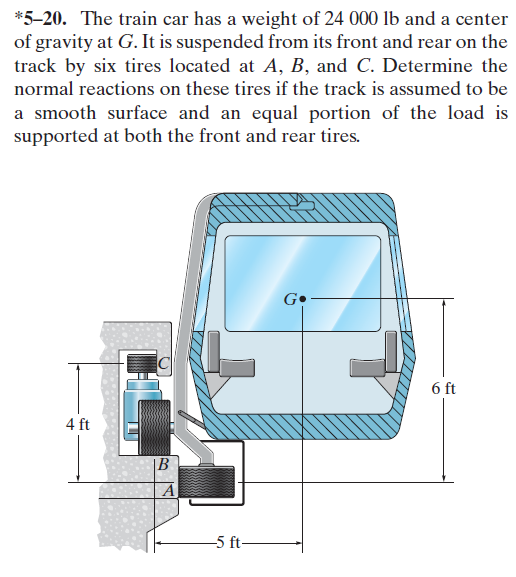 *5–20. The train car has a weight of 24 000 lb and a center
of gravity at G. It is suspended from its front and rear on the
track by six tires located at A, B, and C. Determine the
normal reactions on these tires if the track is assumed to be
a smooth surface and an equal portion of the load is
supported at both the front and rear tires.
G
C
6 ft
4 ft
B
A
5 ft